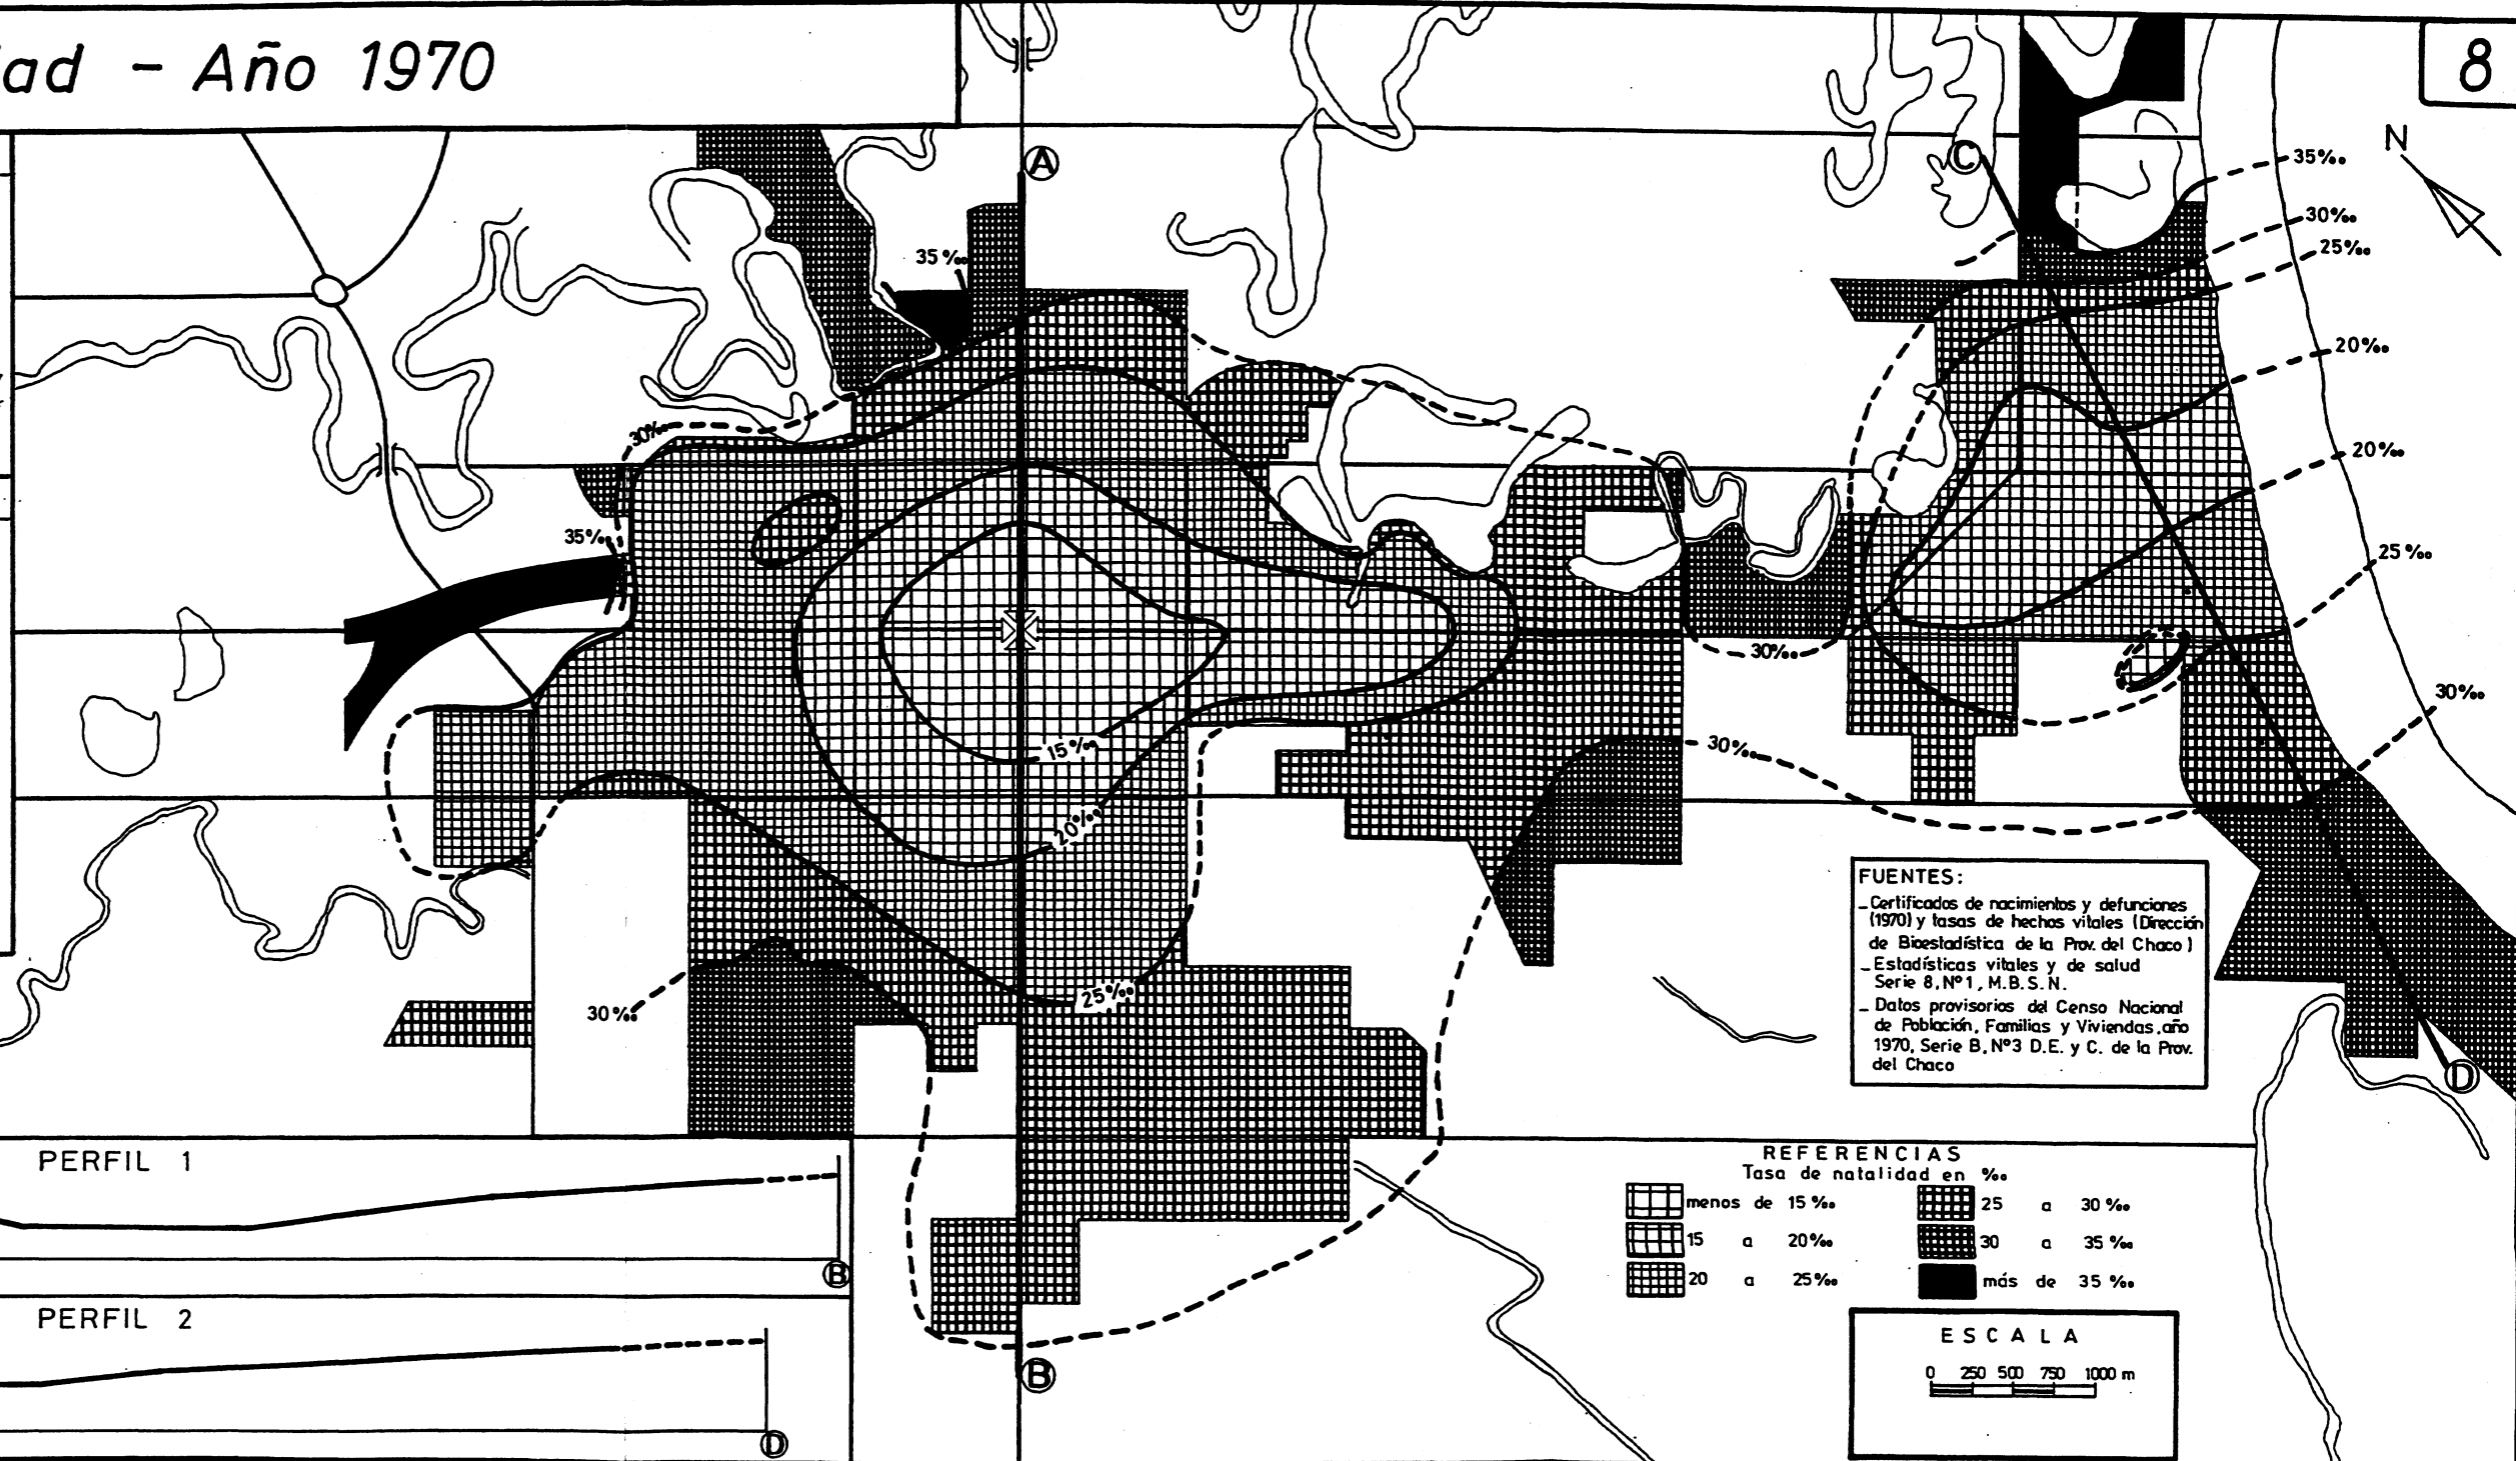 ad - Año 1970
8
N
A
C
35‰
30‰
25‰
35‰
20‰
30‰
20‰
35‰
25‰
30‰
30‰
30‰
15‰
20‰
25‰
30‰
B
D
FUENTES:
_ Certificados de nacimientos y defunciones
(1970) y tasas de hechos vitales (Dirección
de Bioestadística de la Prov. del Chaco)
_ Estadísticas vitales y de salud
Serie 8, Nº1, M.B.S.N.
_ Datos provisorios del Censo Nacional
de Población, Familias y Viviendas, año
1970, Serie B, Nº3 D.E. y C. de la Prov.
del Chaco
PERFIL 1
B
PERFIL 2
D
REFERENCIAS
Tasa de natalidad en ‰
menos de 15‰
15 a 20‰
20 a 25‰
25 a 30‰
30 a 35‰
más de 35‰
ESCALA
0 250 500 750 1000 m